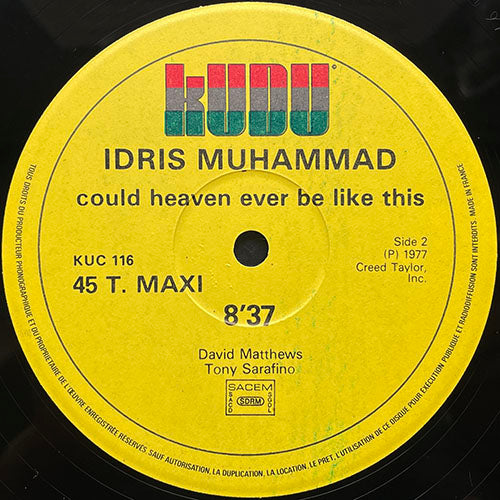 KUDU
IDRIS MUHAMMAD
could heaven ever be like this
KUC 116
45 T. MAXI
Side 2
(P) 1977
Creed Taylor,
Inc.
8'37
David Matthews
Tony Sarafino
SACEM
SACD
SDRM
SGDL
TOUS DROITS DU PRODUCTEUR PHONOGRAPHIQUE ET DU PROPRIETAIRE DE L'ŒUVRE ENREGISTRÉE RÉSERVÉS. SAUF AUTORISATION, LA DUPLICATION, LA LOCATION, LE PRET, L'UTILISATION DE CE DISQUE POUR EXÉCUTION PUBLIQUE ET RADIODIFFUSION SONT INTERDITS. MADE IN FRANCE.